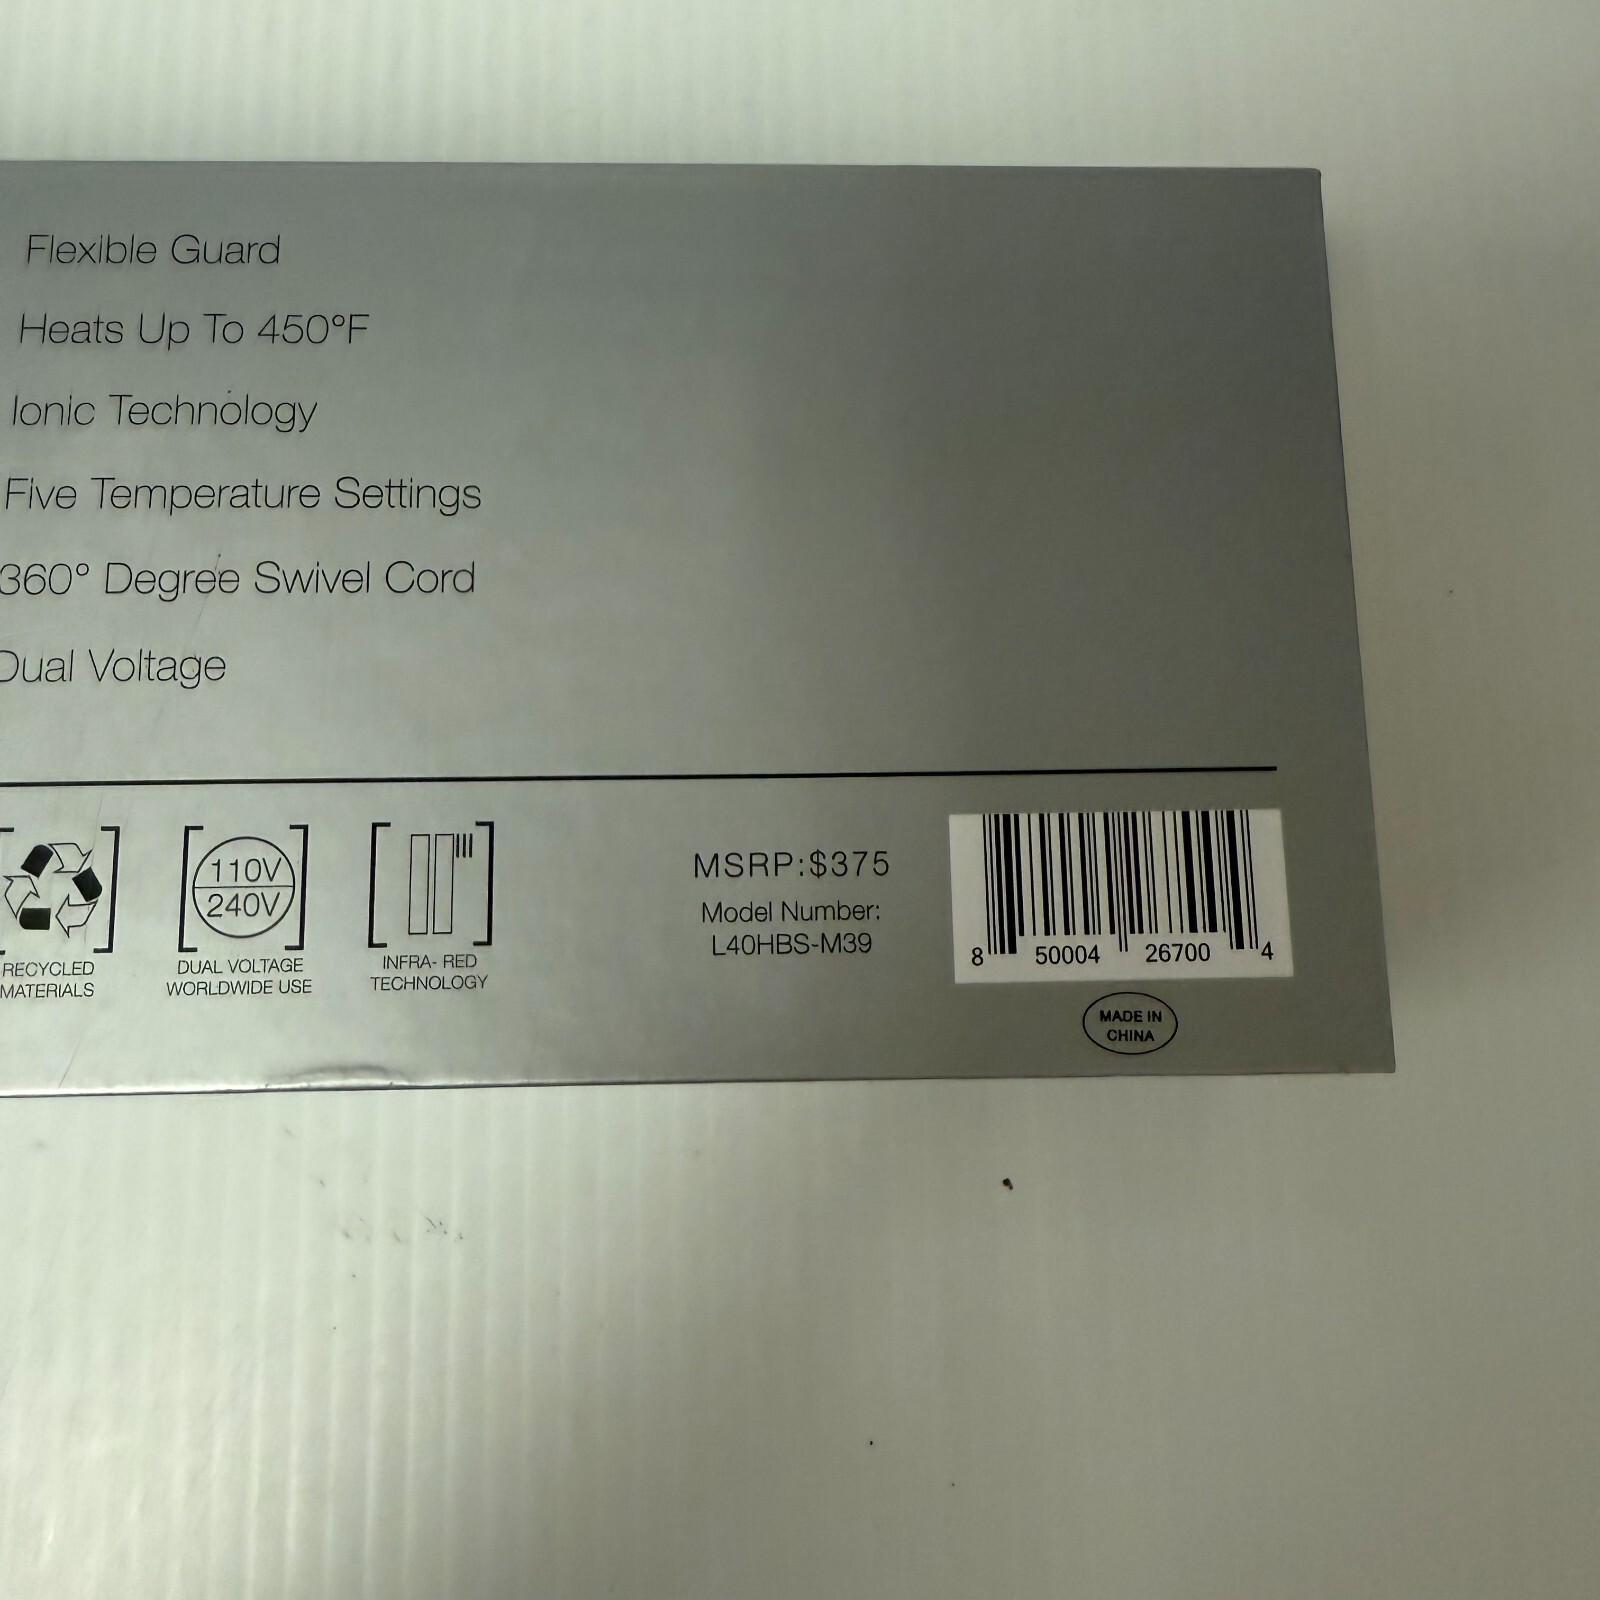 Flexible Guard
Heats Up To 450°F
Ionic Technology
Five Temperature Settings
360° Degree Swivel Cord
Dual Voltage
110V
240V
RECYCLED
MATERIALS
DUAL VOLTAGE
WORLDWIDE USE
INFRA- RED
TECHNOLOGY
MSRP:$375
Model Number:
L40HBS-M39
8 50004 26700 4
MADE IN
CHINA